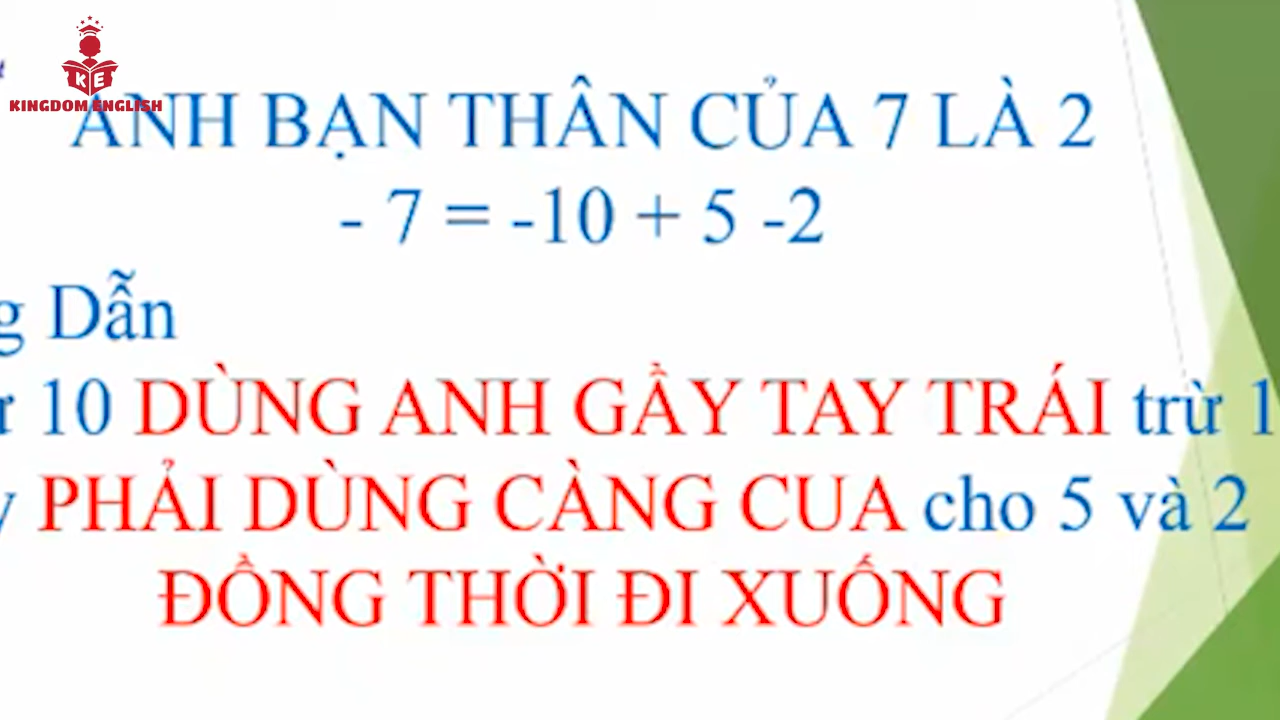 KE
KINGDOM ENGLISH
ANH BẠN THÂN CỦA 7 LÀ 2
- 7 = -10 + 5 -2
Dẫn
10 DÙNG ANH GẦY TAY TRÁI trừ 1
PHẢI DÙNG CÀNG CUA cho 5 và 2
ĐỒNG THỜI ĐI XUỐNG